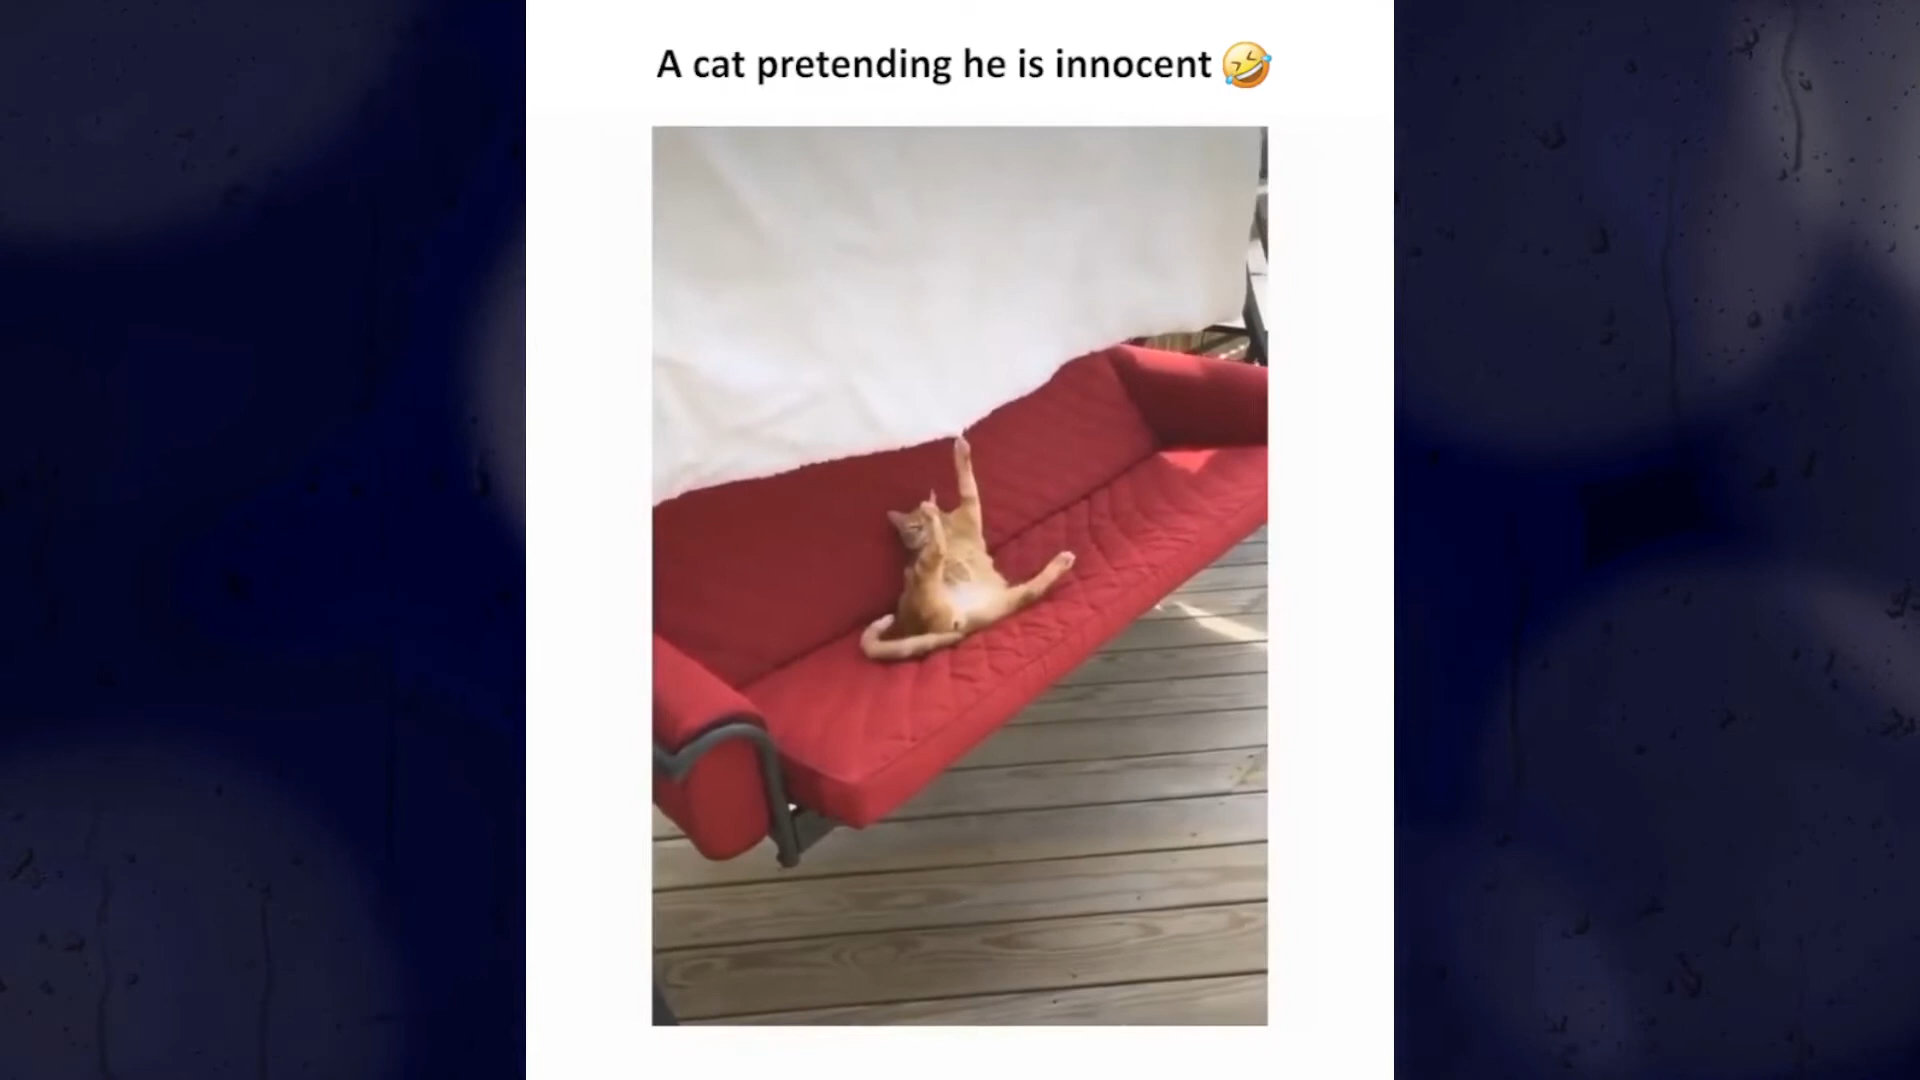 A cat pretending he is innocent 🤣